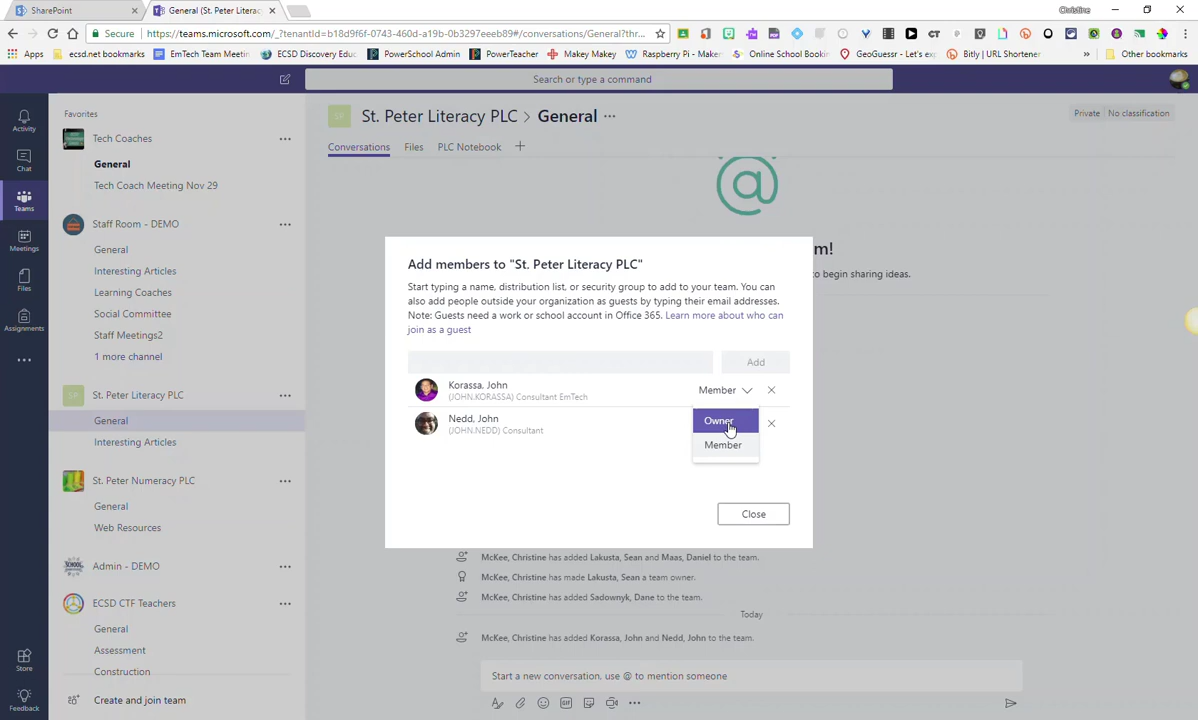 SharePoint
General (St. Peter Literacy
Christine
Secure
https://teams.microsoft.com/_?tenantId=b18d9f6f-0743-460d-a19b-0b3297eeeb89#/conversations/General?thr...
Apps
ecsd.net bookmarks
EmTech Team Meetin
ECSD Discovery Educ
PowerSchool Admin
PowerTeacher
Makey Makey
Raspberry Pi - Make
Online School Bookin
GeoGuessr - Let's exp
Bitly | URL Shortener
»
Other bookmarks
Search or type a command
Activity
Chat
Teams
Meetings
Files
Assignments
Store
Feedback
Favorites
Tech Coaches
General
Tech Coach Meeting Nov 29
Staff Room - DEMO
General
Interesting Articles
Learning Coaches
Social Committee
Staff Meetings2
1 more channel
SP St. Peter Literacy PLC
General
Interesting Articles
St. Peter Numeracy PLC
General
Web Resources
Admin - DEMO
ECSD CTF Teachers
General
Assessment
Construction
Create and join team
SP St. Peter Literacy PLC > General
Private No classification
Conversations Files PLC Notebook +
m!
o begin sharing ideas.
Add members to "St. Peter Literacy PLC"
Start typing a name, distribution list, or security group to add to your team. You can
also add people outside your organization as guests by typing their email addresses.
Note: Guests need a work or school account in Office 365. Learn more about who can
join as a guest
Add
Korassa, John
(JOHN.KORASSA) Consultant EmTech
Member
Nedd, John
(JOHN.NEDD) Consultant
Owner
Member
Close
McKee, Christine has added Lakusta, Sean and Maas, Daniel to the team.
McKee, Christine has made Lakusta, Sean a team owner.
McKee, Christine has added Sadownyk, Dane to the team.
Today
McKee, Christine has added Korassa, John and Nedd, John to the team.
Start a new conversation, use @ to mention someone
GIF